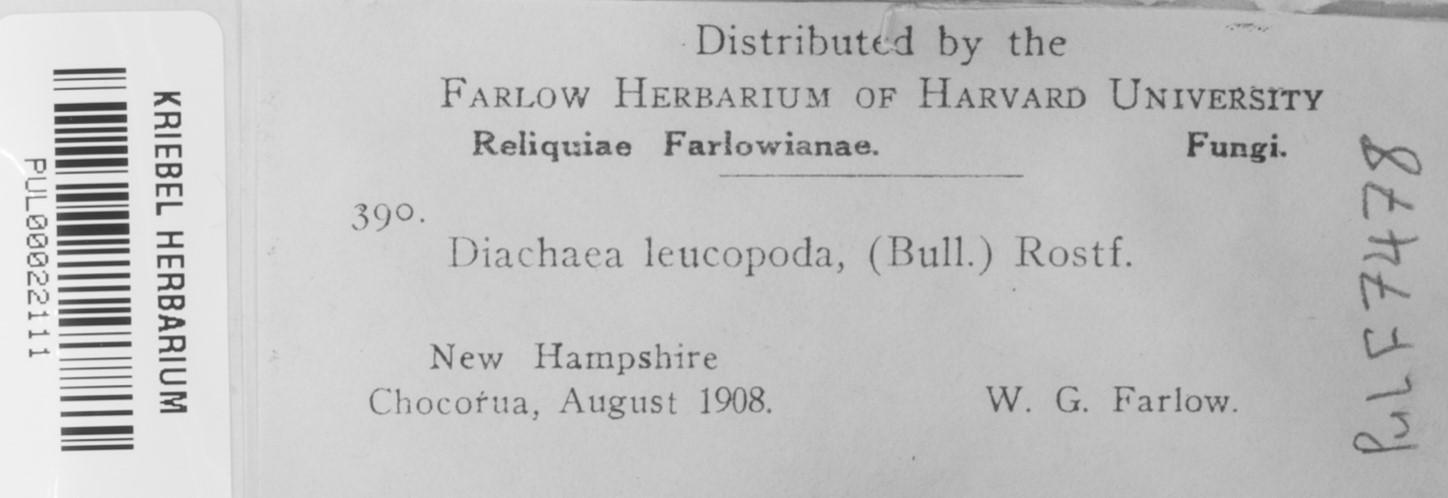 Distributed by the
FARLOW HERBARIUM OF HARVARD UNIVERSITY
Reliquiae Farlowianae. Fungi.
390.
Diachaea leucopoda, (Bull.) Rostf.
New Hampshire
Chocorua, August 1908. W. G. Farlow.
KRIEBEL HERBARIUM
PUL00022111
PUL F7478